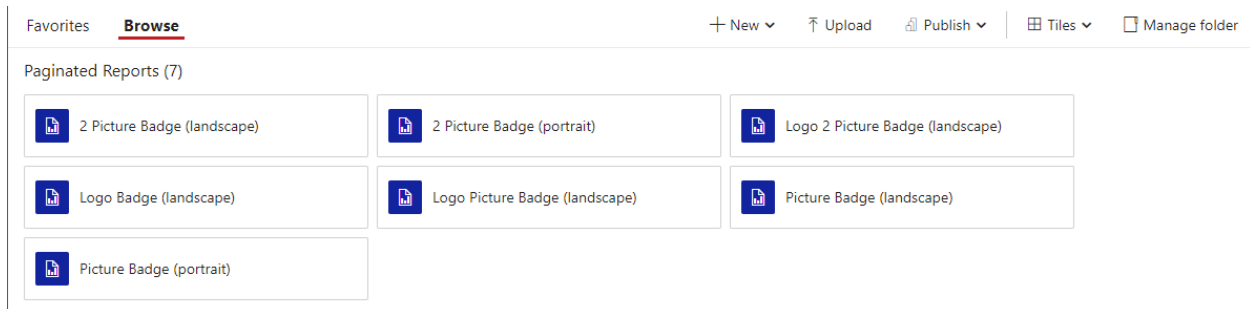 Favorites Browse New Upload Publish Tiles Manage folder
Paginated Reports (7)
2 Picture Badge (landscape) 2 Picture Badge (portrait) Logo 2 Picture Badge (landscape)
Logo Badge (landscape) Logo Picture Badge (landscape) Picture Badge (landscape)
Picture Badge (portrait)